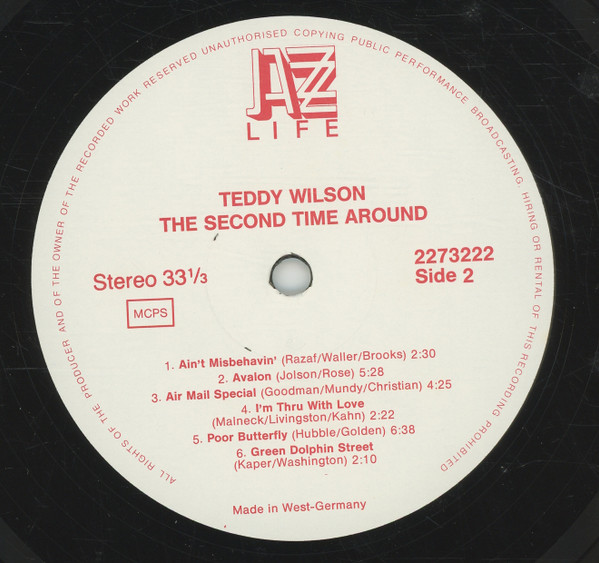 ALL RIGHTS OF THE PRODUCER AND OF THE OWNER OF THE RECORDED WORK RESERVED UNAUTHORISED COPYING PUBLIC PERFORMANCE BROADCASTING, HIRING OR RENTAL OF THIS RECORDING PROHIBITED
JAZZ
LIFE
TEDDY WILSON
THE SECOND TIME AROUND
Stereo 33 1/3
2273222
Side 2
MCPS
1. Ain't Misbehavin' (Razaf/Waller/Brooks) 2:30
2. Avalon (Jolson/Rose) 5:28
3. Air Mail Special (Goodman/Mundy/Christian) 4:25
4. I'm Thru With Love
(Malneck/Livingston/Kahn) 2:22
5. Poor Butterfly (Hubble/Golden) 6:38
6. Green Dolphin Street
(Kaper/Washington) 2:10
Made in West-Germany